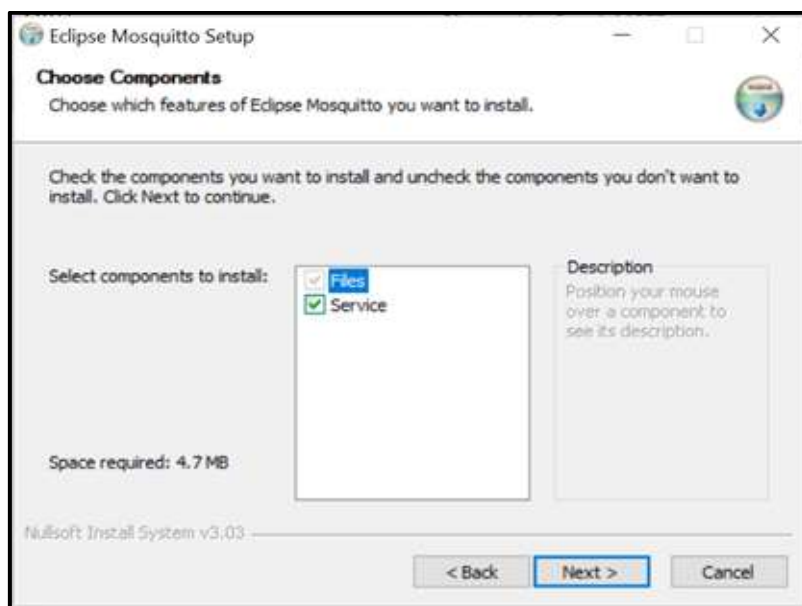 Eclipse Mosquitto Setup
Choose Components
Choose which features of Eclipse Mosquitto you want to install.
Check the components you want to install and uncheck the components you don't want to
install. Click Next to continue.
Select components to install:
Files
Service
Description
Position your mouse
over a component to
see its description.
Space required: 4.7 MB
Nullsoft Install System v3.03
< Back
Next >
Cancel